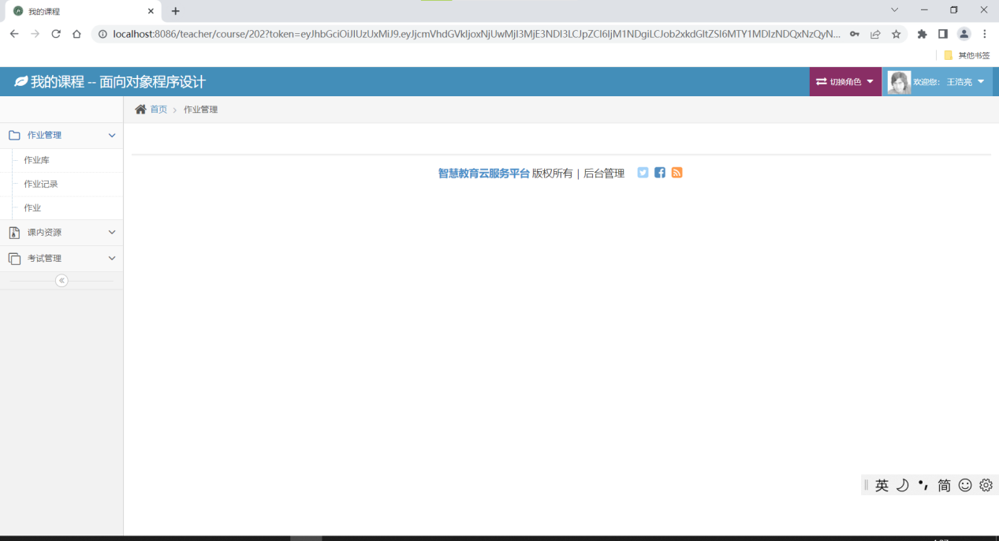 我的课程
localhost:8086/teacher/course/202?token=eyJhbGciOiJIUzUxMiJ9.eyJjcmVhdGVkIjoxNjUwMjI3MjE3NDI3LCJpZCI6IjM1NDgiLCJob2xkdGltZSI6MTY1MDIzNDQxNzQyN...
其他书签
我的课程 -- 面向对象程序设计
切换角色
欢迎您: 王浩亮
首页 > 作业管理
作业管理
作业库
作业记录
作业
课内资源
考试管理
智慧教育云服务平台 版权所有 | 后台管理
英 简